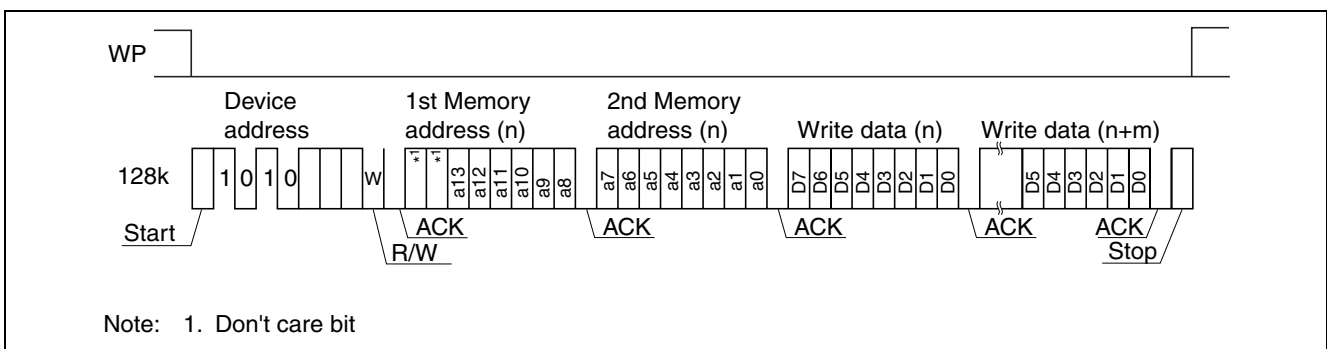 WP
Device address
1st Memory address (n)
2nd Memory address (n)
Write data (n)
Write data (n+m)
128k
1 0 1 0 W
*1 *1 a13 a12 a11 a10 a9 a8
a7 a6 a5 a4 a3 a2 a1 a0
D7 D6 D5 D4 D3 D2 D1 D0
D5 D4 D3 D2 D1 D0
Start
R/W
ACK
ACK
ACK
ACK
ACK
Stop
Note: 1. Don't care bit